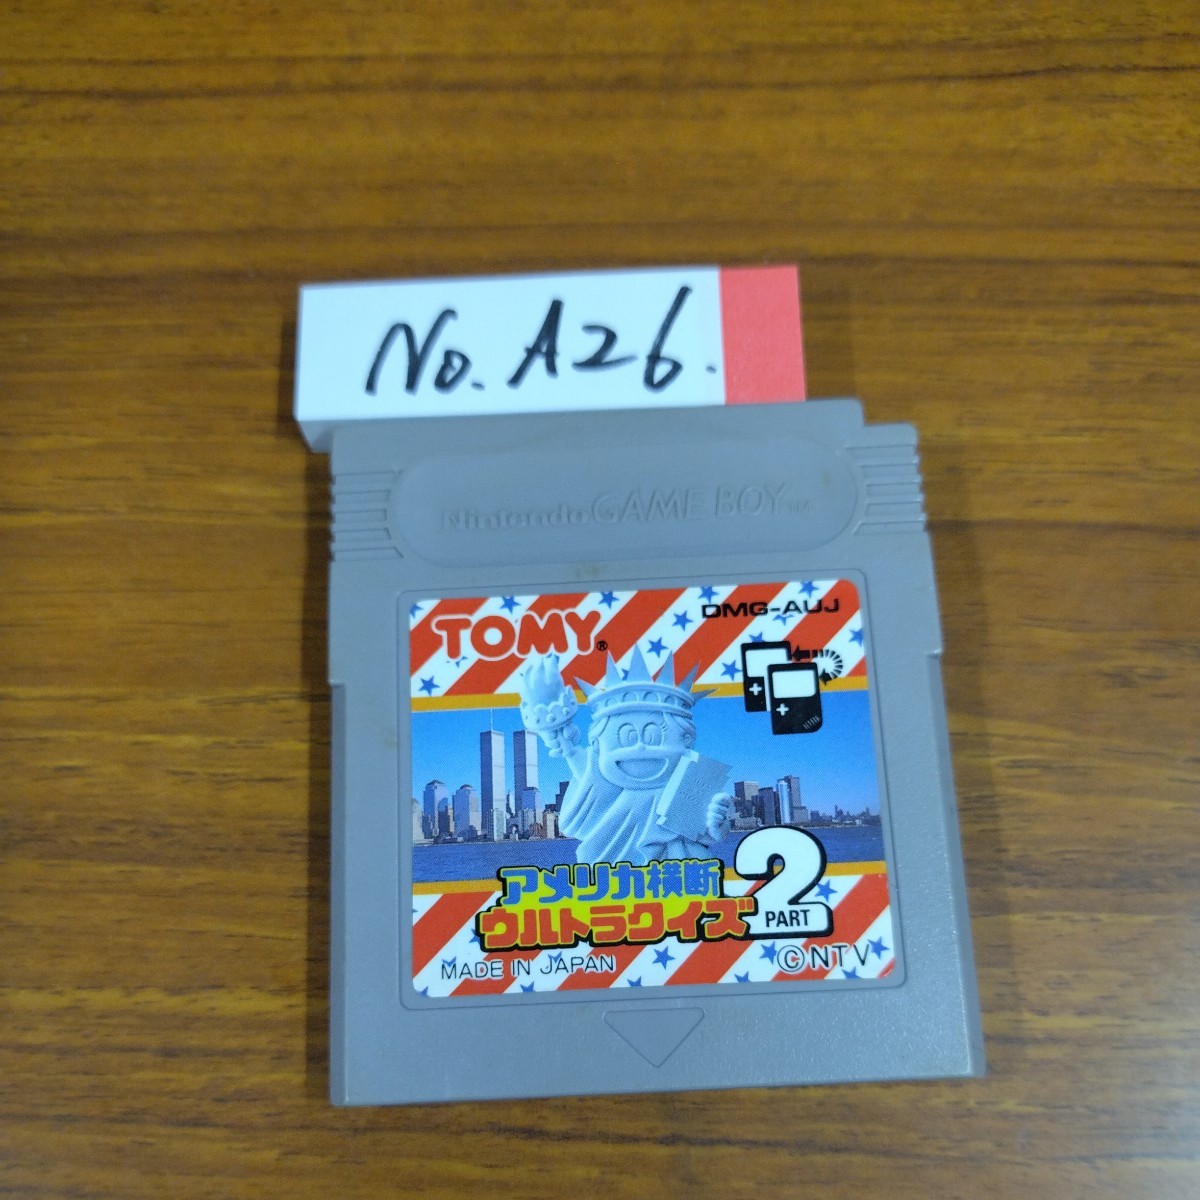 No. A26.
Nintendo GAME BOY™
TOMY®
DMG-AUJ
アメリカ横断
ウルトラクイズ
2
PART
MADE IN JAPAN
©NTV